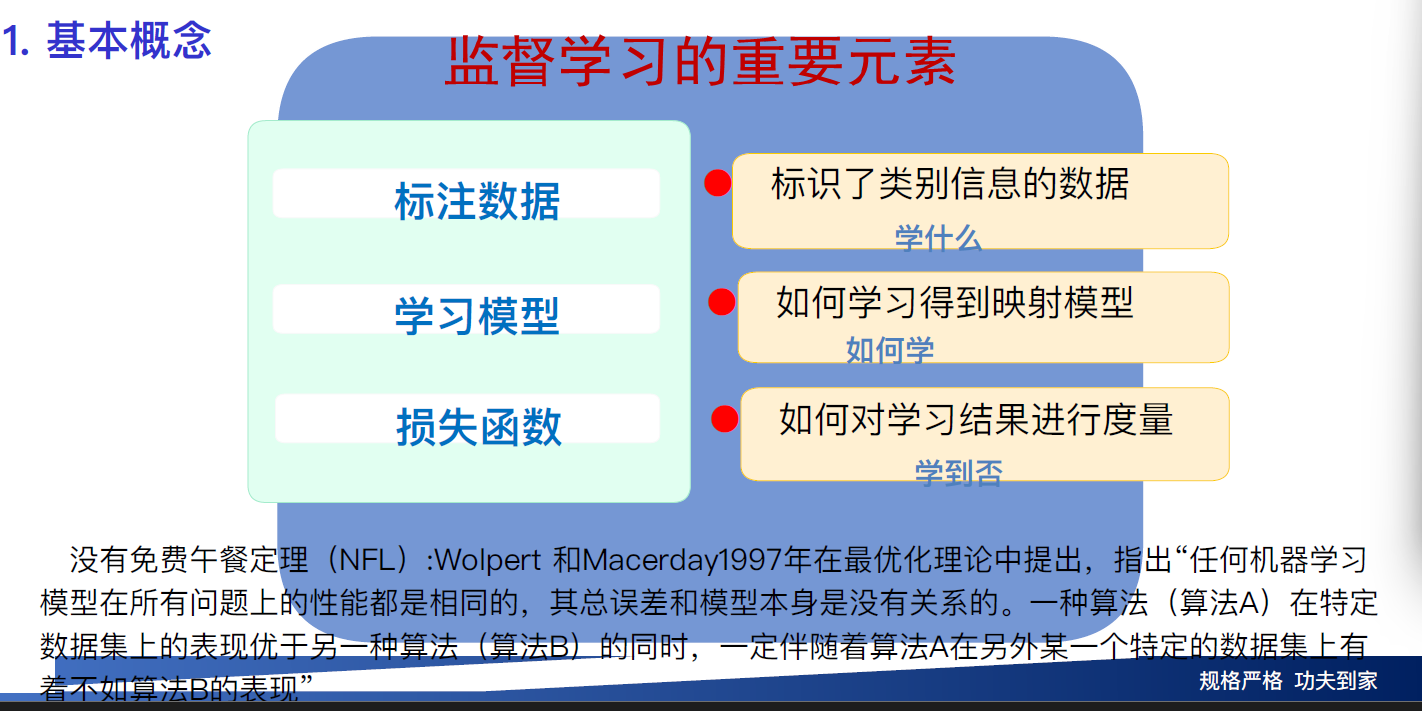 1. 基本概念
监督学习的重要元素
标注数据
标识了类别信息的数据
学什么
学习模型
如何学习得到映射模型
如何学
损失函数
如何对学习结果进行度量
学到否
没有免费午餐定理（NFL）:Wolpert 和Macerday1997年在最优化理论中提出，指出“任何机器学习
模型在所有问题上的性能都是相同的，其总误差和模型本身是没有关系的。一种算法（算法A）在特定
数据集上的表现优于另一种算法（算法B）的同时，一定伴随着算法A在另外某一个特定的数据集上有
着不如算法B的表现”
规格严格 功夫到家